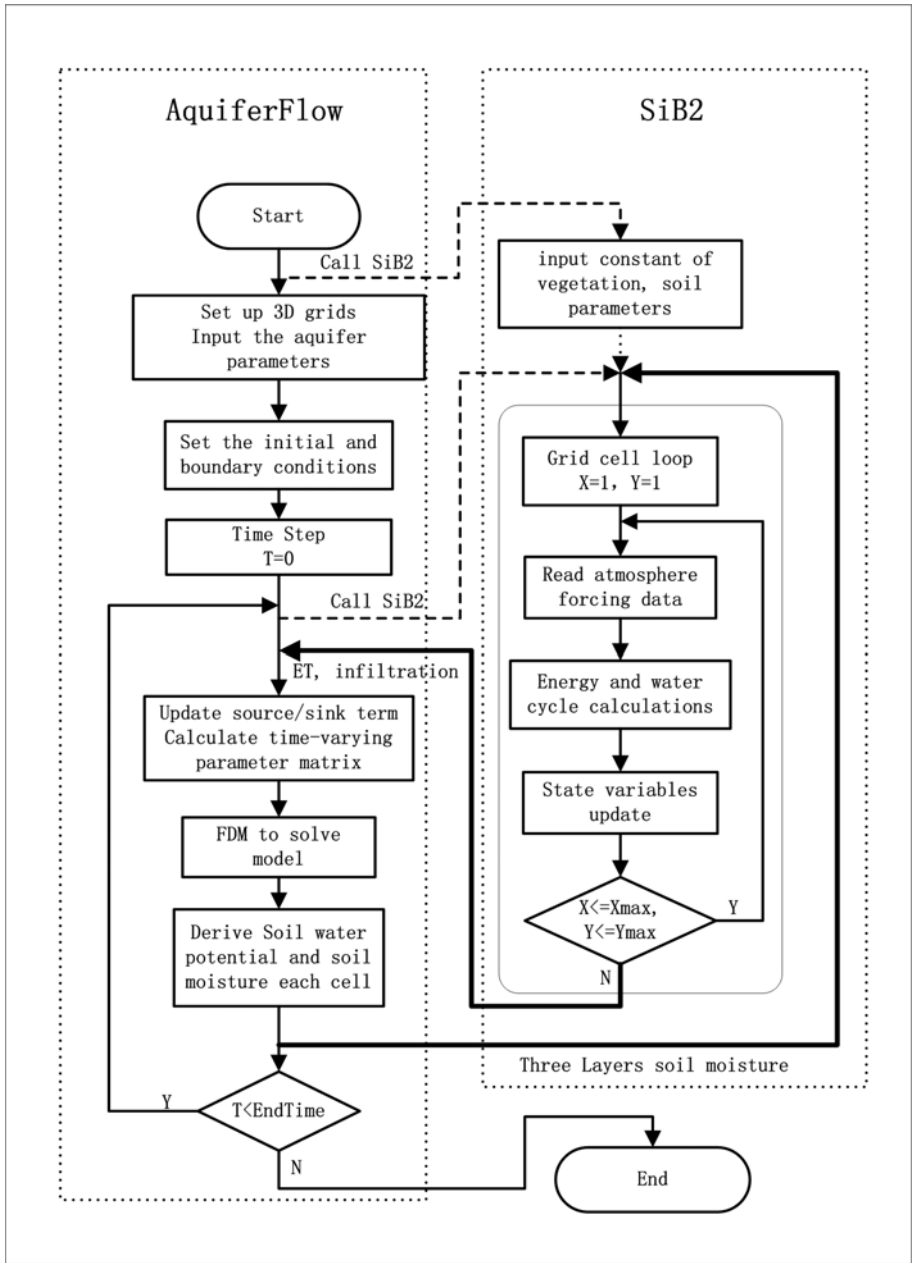 AquiferFlow
Start
Call SiB2
Set up 3D grids
Input the aquifer
parameters
Set the initial and
boundary conditions
Time Step
T=0
Call SiB2
ET, infiltration
Update source/sink term
Calculate time-varying
parameter matrix
FDM to solve
model
Derive Soil water
potential and soil
moisture each cell
T<EndTime
Y
N
SiB2
input constant of
vegetation, soil
parameters
Grid cell loop
X=1, Y=1
Read atmosphere
forcing data
Energy and water
cycle calculations
State variables
update
X<=Xmax,
Y<=Ymax
Y
N
Three Layers soil moisture
End